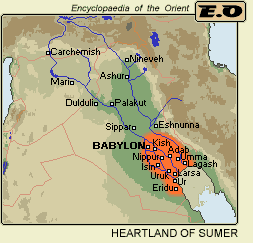 Encyclopaedia of the Orient E.O
Carchemish
Nineveh
Ashur
Mari
Dululi
Palakut
Sippar
Eshnunna
BABYLON
Kish
Adab
Nippur
Umma
Isin
Lagash
Uruk
Larsa
Ur
Eridu
HEARTLAND OF SUMER